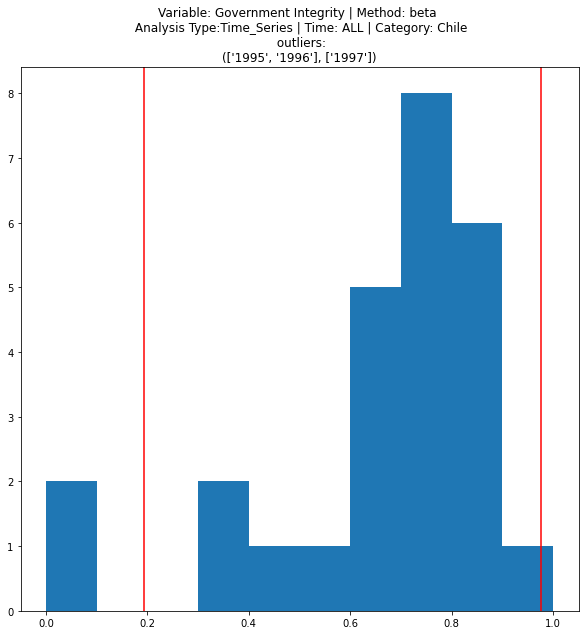 Variable: Government Integrity | Method: beta
Analysis Type:Time_Series | Time: ALL | Category: Chile
outliers:
(['1995', '1996'], ['1997'])
8
7
6
5
4
3
2
1
0
0.0 0.2 0.4 0.6 0.8 1.0